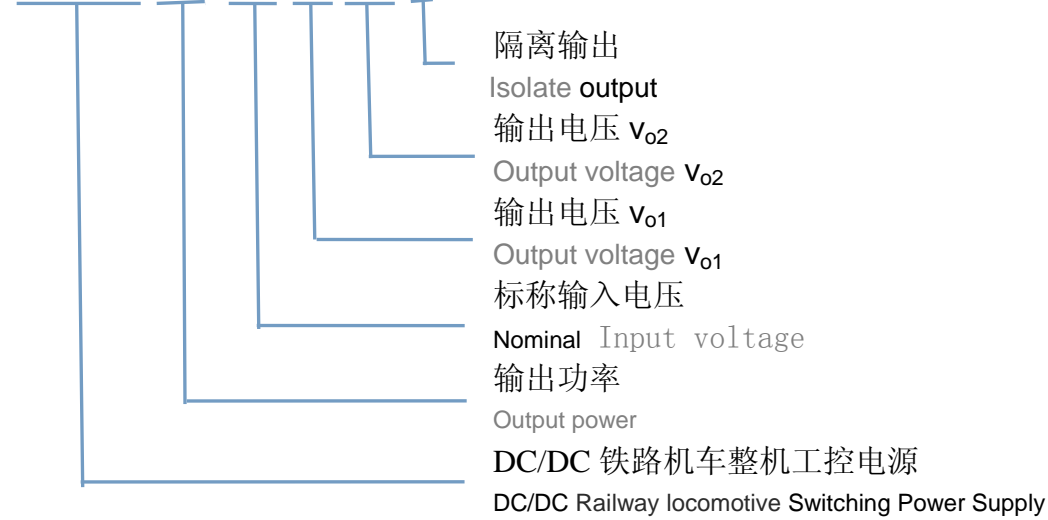 隔离输出
Isolate output
输出电压 vo2
Output voltage vo2
输出电压 vo1
Output voltage vo1
标称输入电压
Nominal Input voltage
输出功率
Output power
DC/DC 铁路机车整机工控电源
DC/DC Railway locomotive Switching Power Supply